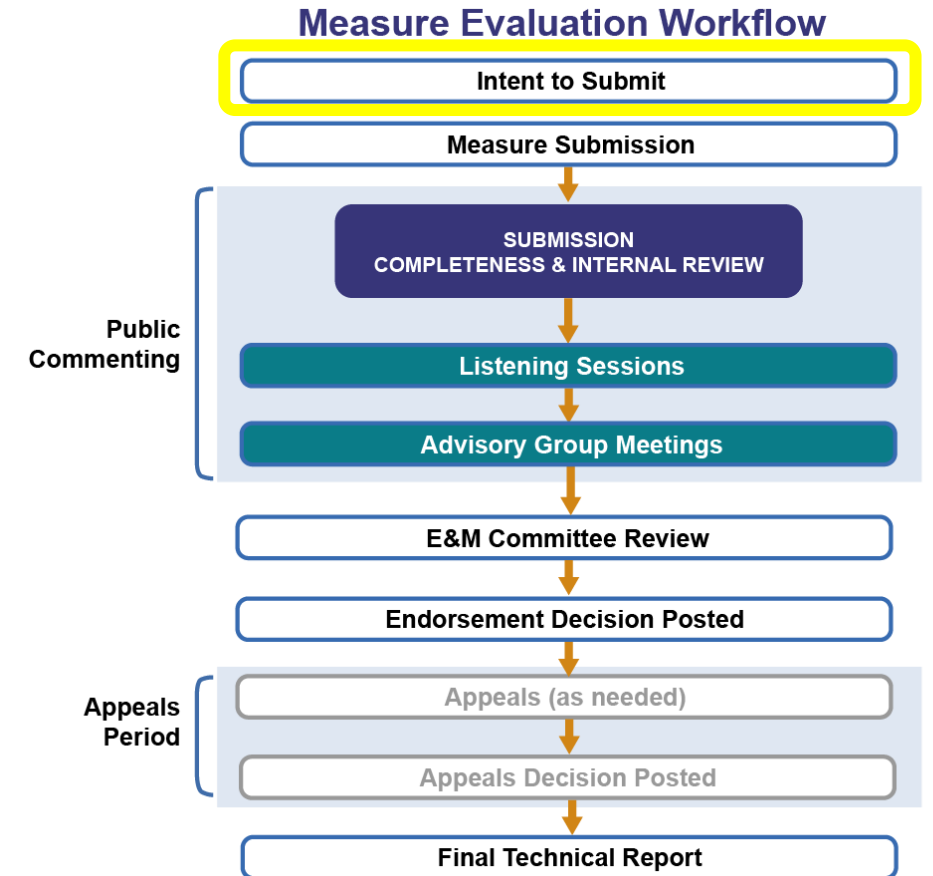 Measure Evaluation Workflow
Intent to Submit
Measure Submission
SUBMISSION
COMPLETENESS & INTERNAL REVIEW
Public
Commenting
Listening Sessions
Advisory Group Meetings
E&M Committee Review
Endorsement Decision Posted
Appeals (as needed)
Appeals
Period
Appeals Decision Posted
Final Technical Report